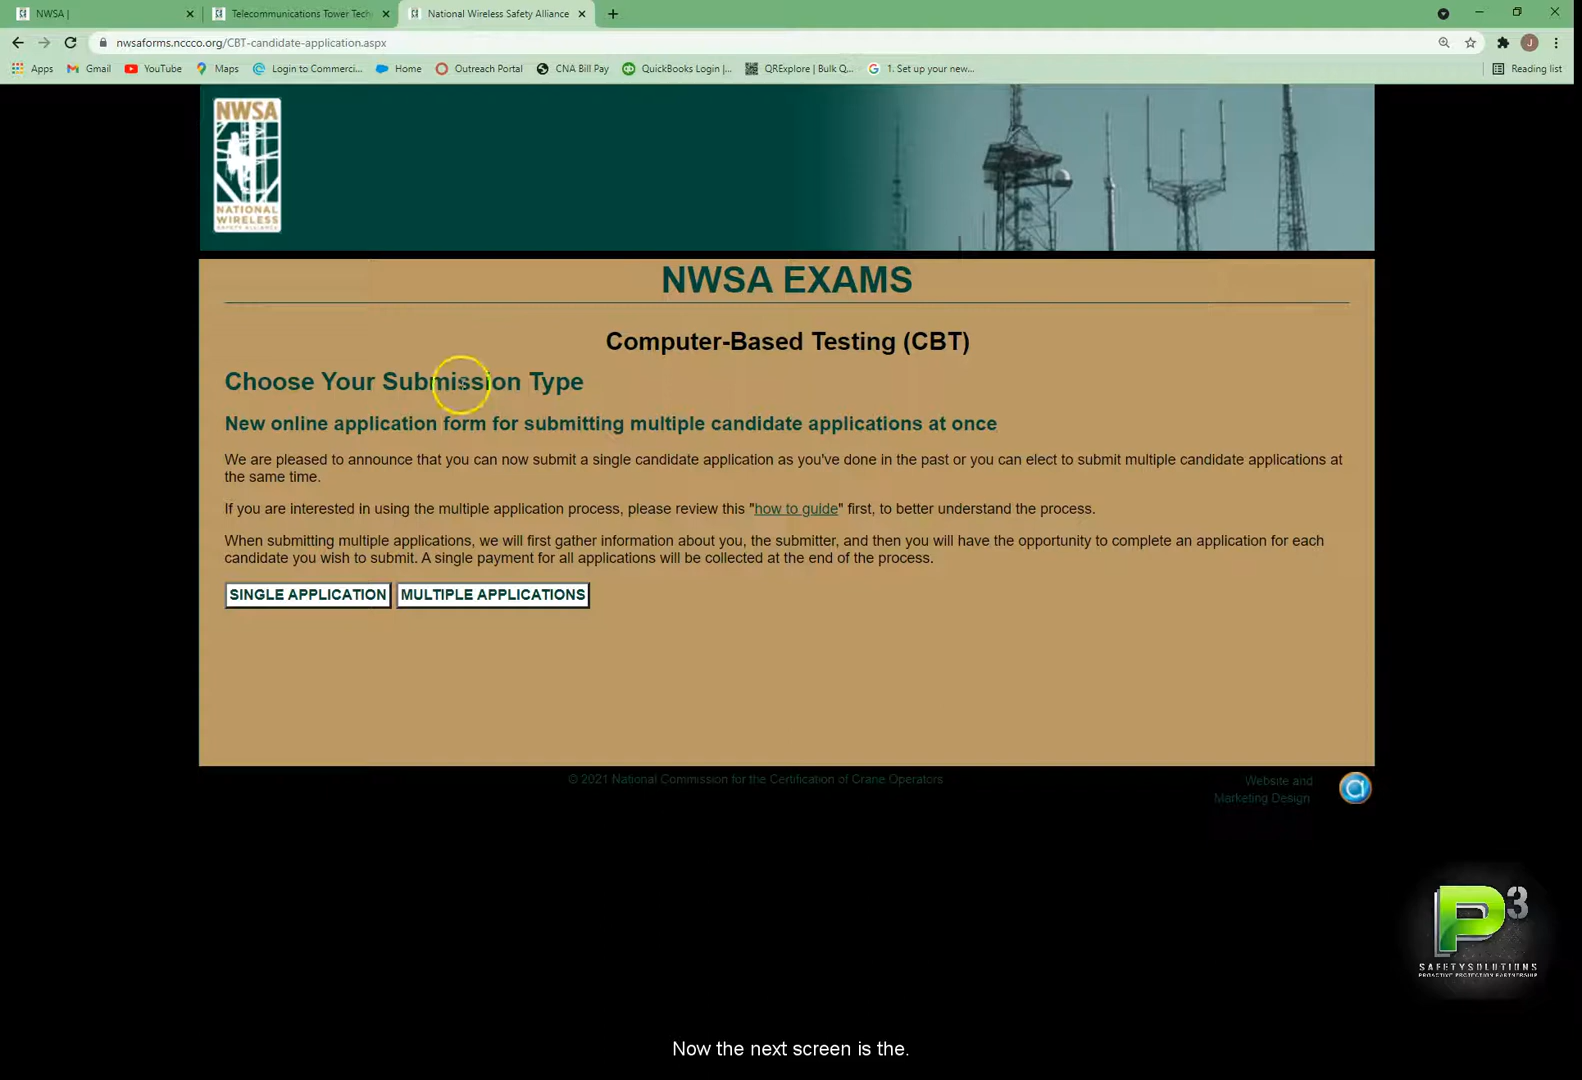 NWSA |
Telecommunications Tower Tech
National Wireless Safety Alliance
nwsaforms.nccco.org/CBT-candidate-application.aspx
Apps
Gmail
YouTube
Maps
Login to Commerci...
Home
Outreach Portal
CNA Bill Pay
QuickBooks Login |...
QRExplore | Bulk Q...
1. Set up your new...
Reading list
NWSA
NATIONAL
WIRELESS
SAFETY ALLIANCE
NWSA EXAMS
Computer-Based Testing (CBT)
Choose Your Submission Type
New online application form for submitting multiple candidate applications at once
We are pleased to announce that you can now submit a single candidate application as you've done in the past or you can elect to submit multiple candidate applications at
the same time.
If you are interested in using the multiple application process, please review this "how to guide" first, to better understand the process.
When submitting multiple applications, we will first gather information about you, the submitter, and then you will have the opportunity to complete an application for each
candidate you wish to submit. A single payment for all applications will be collected at the end of the process.
SINGLE APPLICATION MULTIPLE APPLICATIONS
© 2021 National Commission for the Certification of Crane Operators
Website and
Marketing Design
P3
SAFETYSOLUTIONS
PROACTIVE PROTECTION PARTNERSHIP
Now the next screen is the.